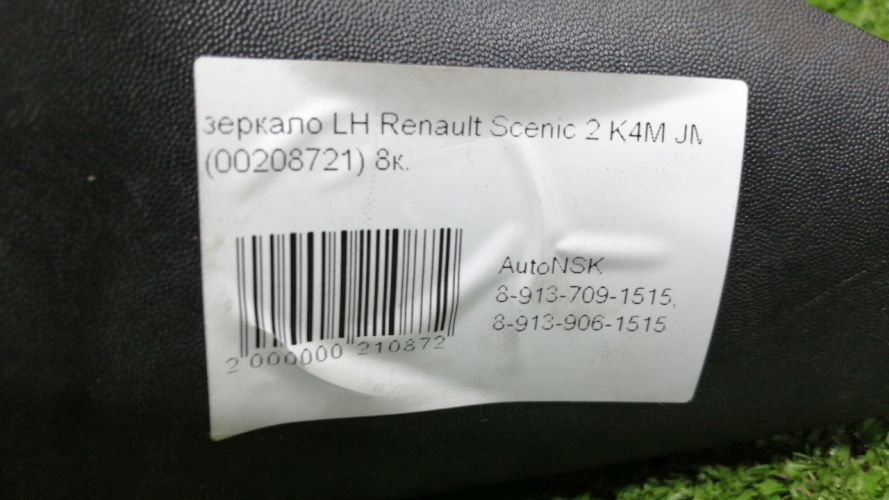 зеркало LH Renault Scenic 2 K4M JM
(00208721) 8к.
AutoNSK
8-913-709-1515,
8-913-906-1515
2 000000 210872